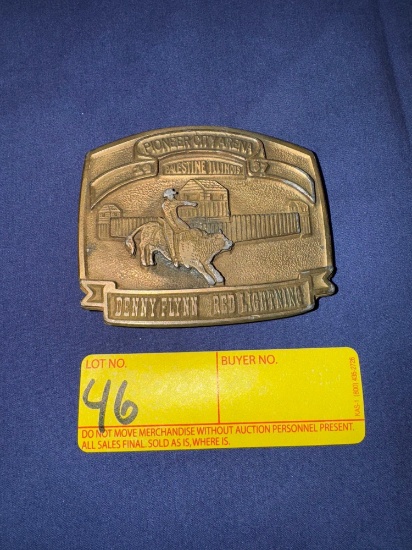 PIONEER CITY ARENA
PALESTINE ILLINOIS
DENNY FLYNN RED LIGHTNING
LOT NO.
BUYER NO.
46
DO NOT MOVE MERCHANDISE WITHOUT AUCTION PERSONNEL PRESENT.
ALL SALES FINAL. SOLD AS IS, WHERE IS.